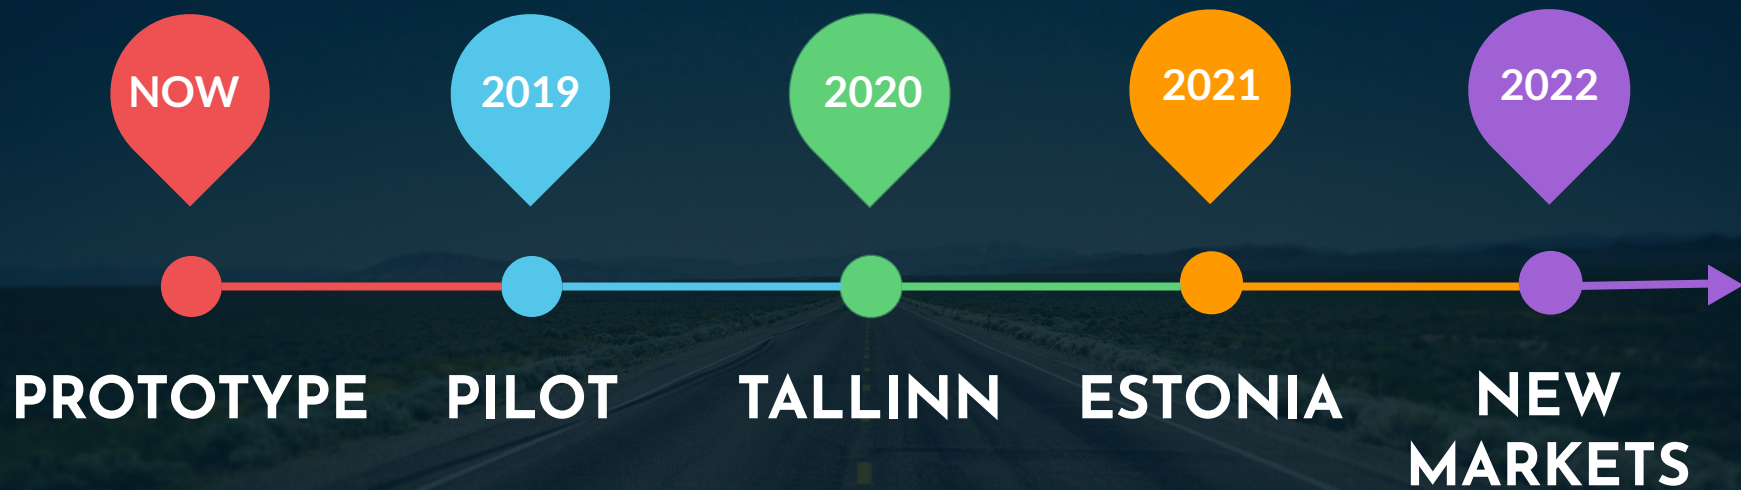 NOW
2019
2020
2021
2022
PROTOTYPE
PILOT
TALLINN
ESTONIA
NEW
MARKETS